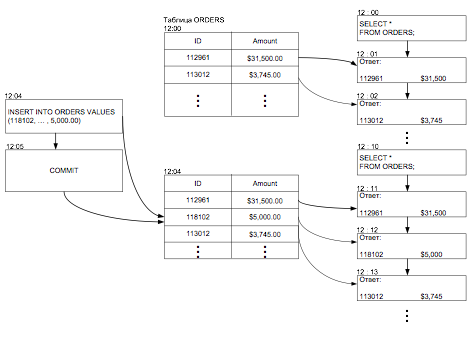 Таблица ORDERS
12:00
ID Amount
112961 $31,500.00
113012 $3,745.00
12:04
INSERT INTO ORDERS VALUES
(118102, ... , 5,000.00)
12:05
COMMIT
12:04
ID Amount
112961 $31,500.00
118102 $5,000.00
113012 $3,745.00
12 : 00
SELECT *
FROM ORDERS;
12 : 01
Ответ:
112961 $31,500
12 : 02
Ответ:
113012 $3,745
12 : 10
SELECT *
FROM ORDERS;
12 : 11
Ответ:
112961 $31,500
12 : 12
Ответ:
118102 $5,000
12 : 13
Ответ:
113012 $3,745